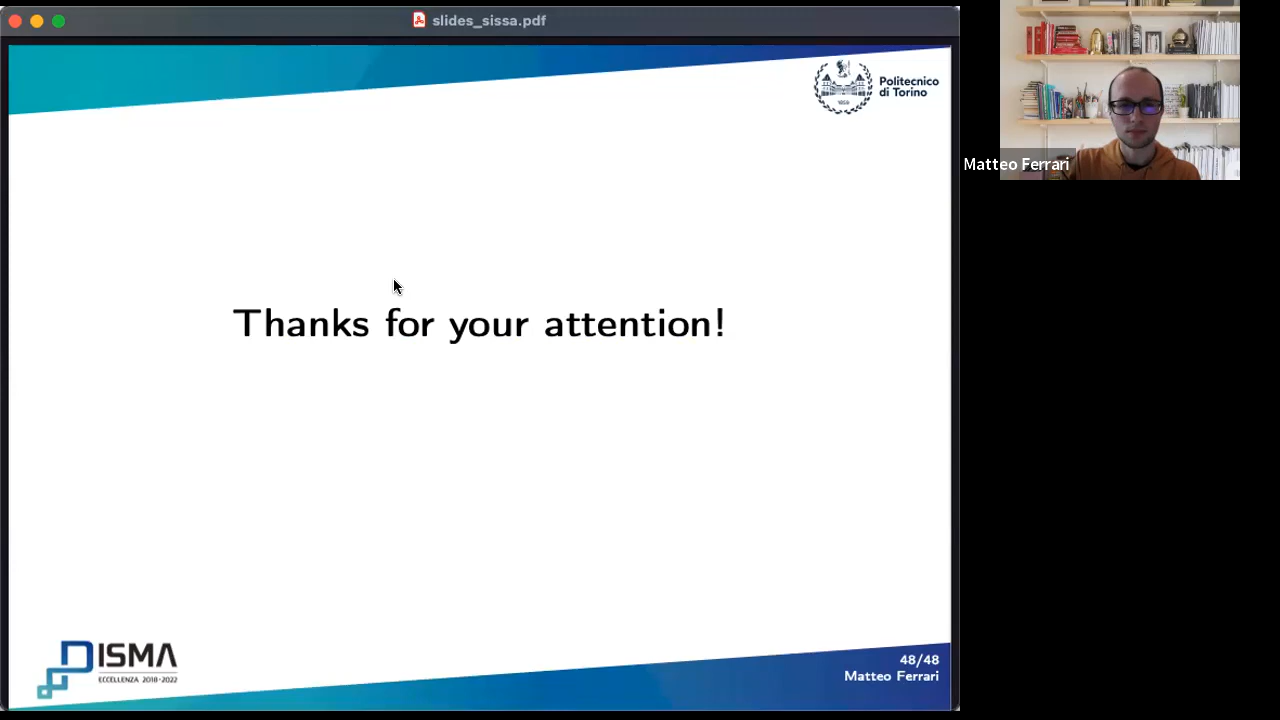 slides_sissa.pdf
Politecnico
di Torino
1859
Matteo Ferrari
Thanks for your attention!
DISMA
ECCELLENZA 2018-2022
48/48
Matteo Ferrari